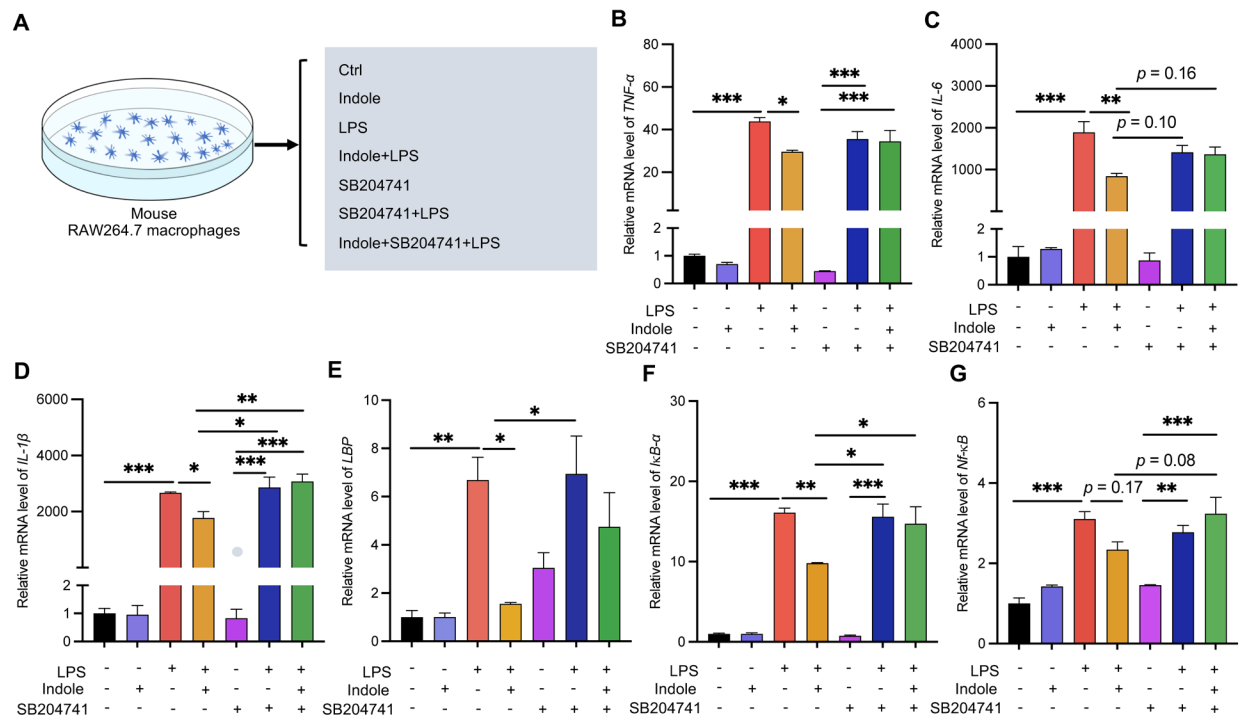 A
Ctrl
Indole
LPS
Indole+LPS
SB204741
SB204741+LPS
Indole+SB204741+LPS
Mouse
RAW264.7 macrophages
B
Relative mRNA level of TNF-α
80
60
40
20
2
1
0
***
*
***
***
LPS - - + + - + +
Indole - + - + - - +
SB204741 - - - - + + +
C
Relative mRNA level of IL-6
4000
3000
2000
1000
2
1
0
p = 0.16
***
**
p = 0.10
LPS - - + + - + +
Indole - + - + - - +
SB204741 - - - - + + +
D
Relative mRNA level of IL-1β
6000
4000
2000
2
1
0
**
*
***
***
*
***
LPS - - + + - + +
Indole - + - + - - +
SB204741 - - - - + + +
E
Relative mRNA level of LBP
10
8
6
4
2
0
*
**
*
LPS - - + + - + +
Indole - + - + - - +
SB204741 - - - - + + +
F
Relative mRNA level of IκB-α
30
20
10
0
*
*
***
**
***
LPS - - + + - + +
Indole - + - + - - +
SB204741 - - - - + + +
G
Relative mRNA level of Nf-κB
6
4
2
0
***
p = 0.08
***
p = 0.17
**
LPS - - + + - + +
Indole - + - + - - +
SB204741 - - - - + + +